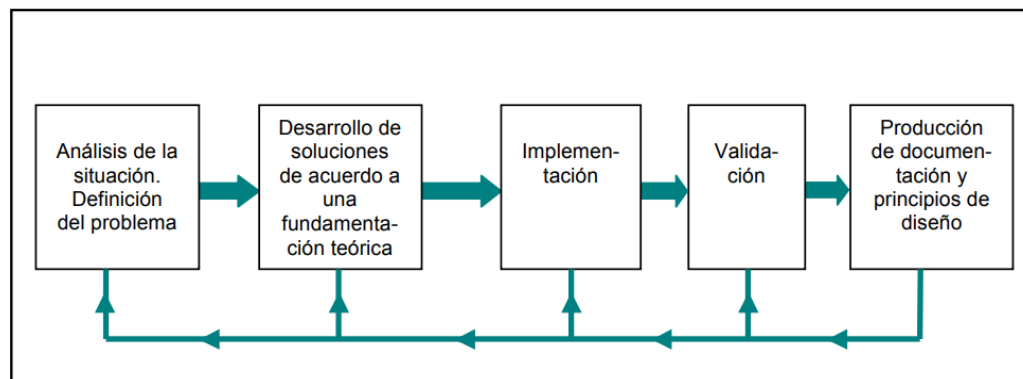 Análisis de la
situación.
Definición
del problema
Desarrollo de
soluciones
de acuerdo a
una
fundamenta-
ción teórica
Implemen-
tación
Valida-
ción
Producción
de documen-
tación y
principios de
diseño